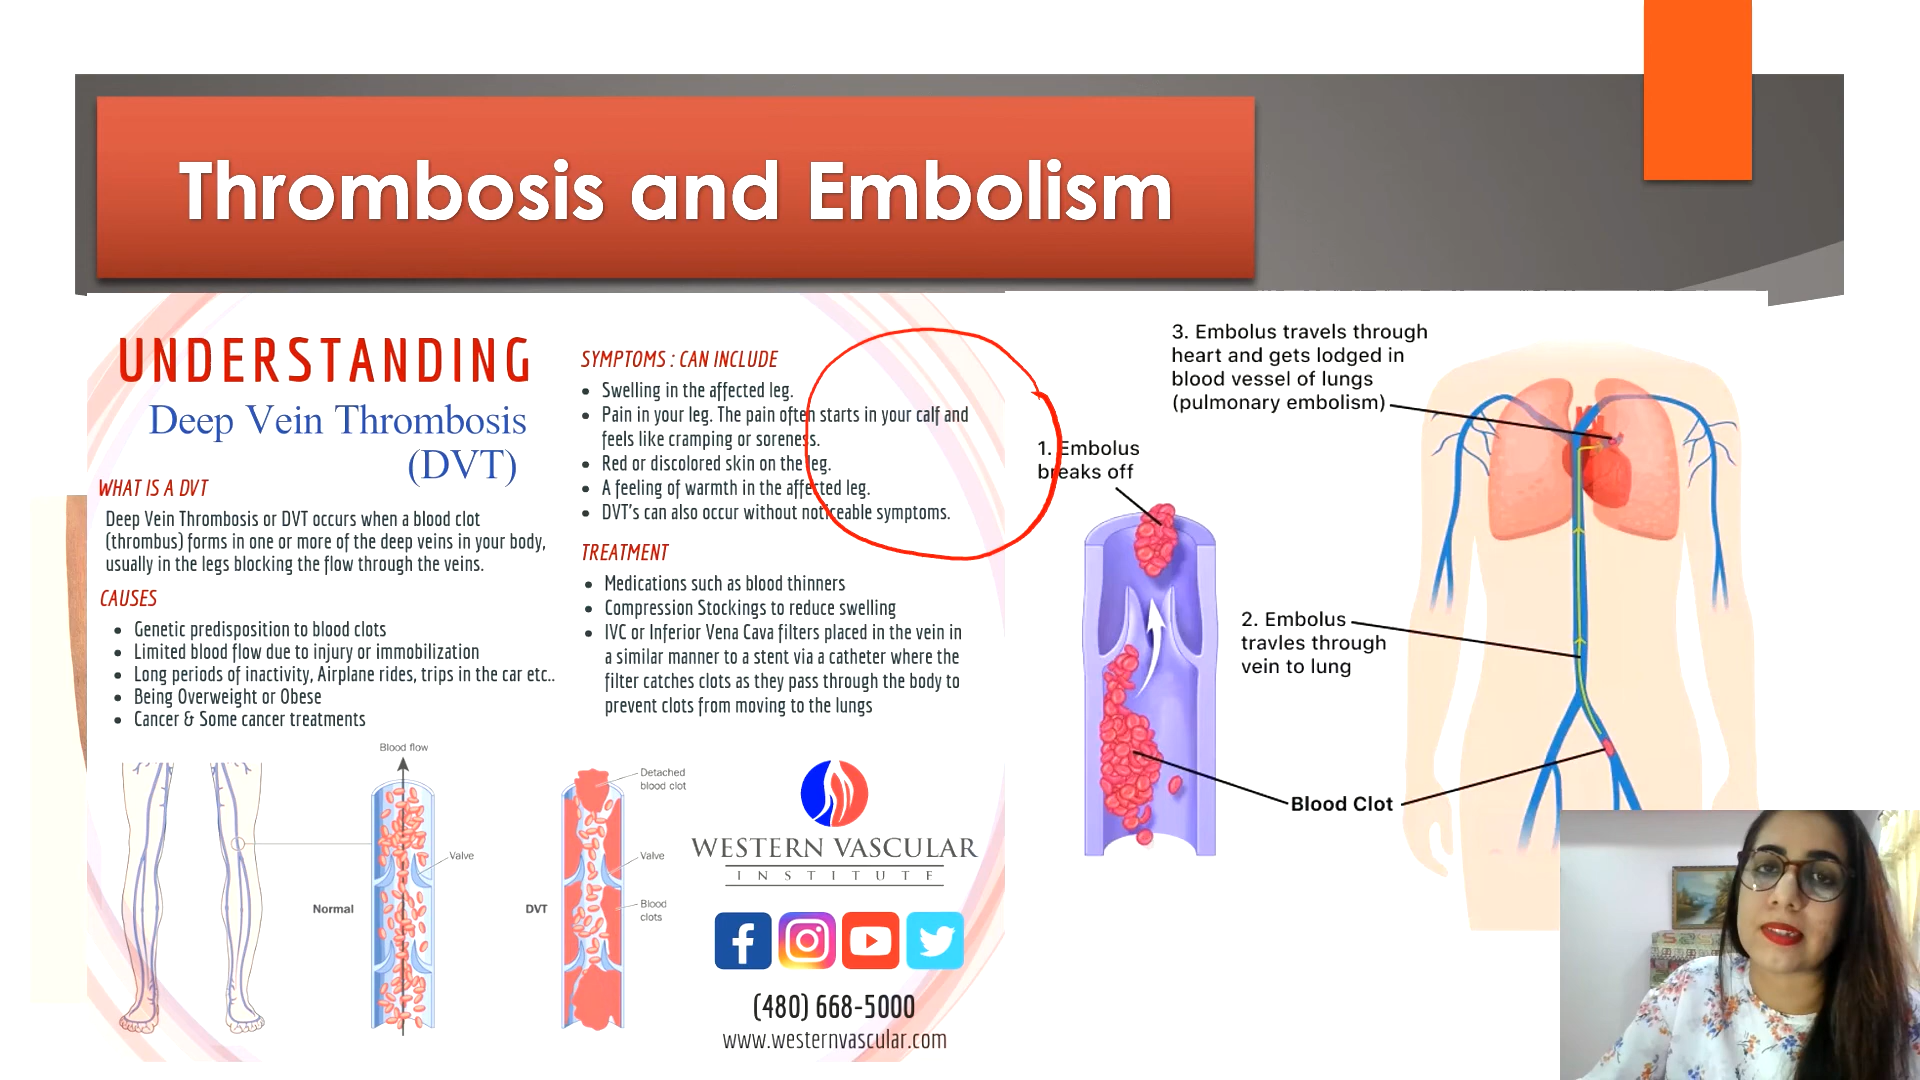 Thrombosis and Embolism
UNDERSTANDING
Deep Vein Thrombosis
(DVT)
WHAT IS A DVT
Deep Vein Thrombosis or DVT occurs when a blood clot
(thrombus) forms in one or more of the deep veins in your body,
usually in the legs blocking the flow through the veins.
CAUSES
• Genetic predisposition to blood clots
• Limited blood flow due to injury or immobilization
• Long periods of inactivity, Airplane rides, trips in the car etc..
• Being Overweight or Obese
• Cancer & Some cancer treatments
SYMPTOMS : CAN INCLUDE
• Swelling in the affected leg.
• Pain in your leg. The pain often starts in your calf and
feels like cramping or soreness.
• Red or discolored skin on the leg.
• A feeling of warmth in the affected leg.
• DVT's can also occur without noticeable symptoms.
TREATMENT
• Medications such as blood thinners
• Compression Stockings to reduce swelling
• IVC or Inferior Vena Cava filters placed in the vein in
a similar manner to a stent via a catheter where the
filter catches clots as they pass through the body to
prevent clots from moving to the lungs
Blood flow
Valve
Normal
Detached
blood clot
Valve
DVT
Blood
clots
WESTERN VASCULAR
INSTITUTE
(480) 668-5000
www.westernvascular.com
3. Embolus travels through
heart and gets lodged in
blood vessel of lungs
(pulmonary embolism)
1. Embolus
breaks off
2. Embolus
travles through
vein to lung
Blood Clot